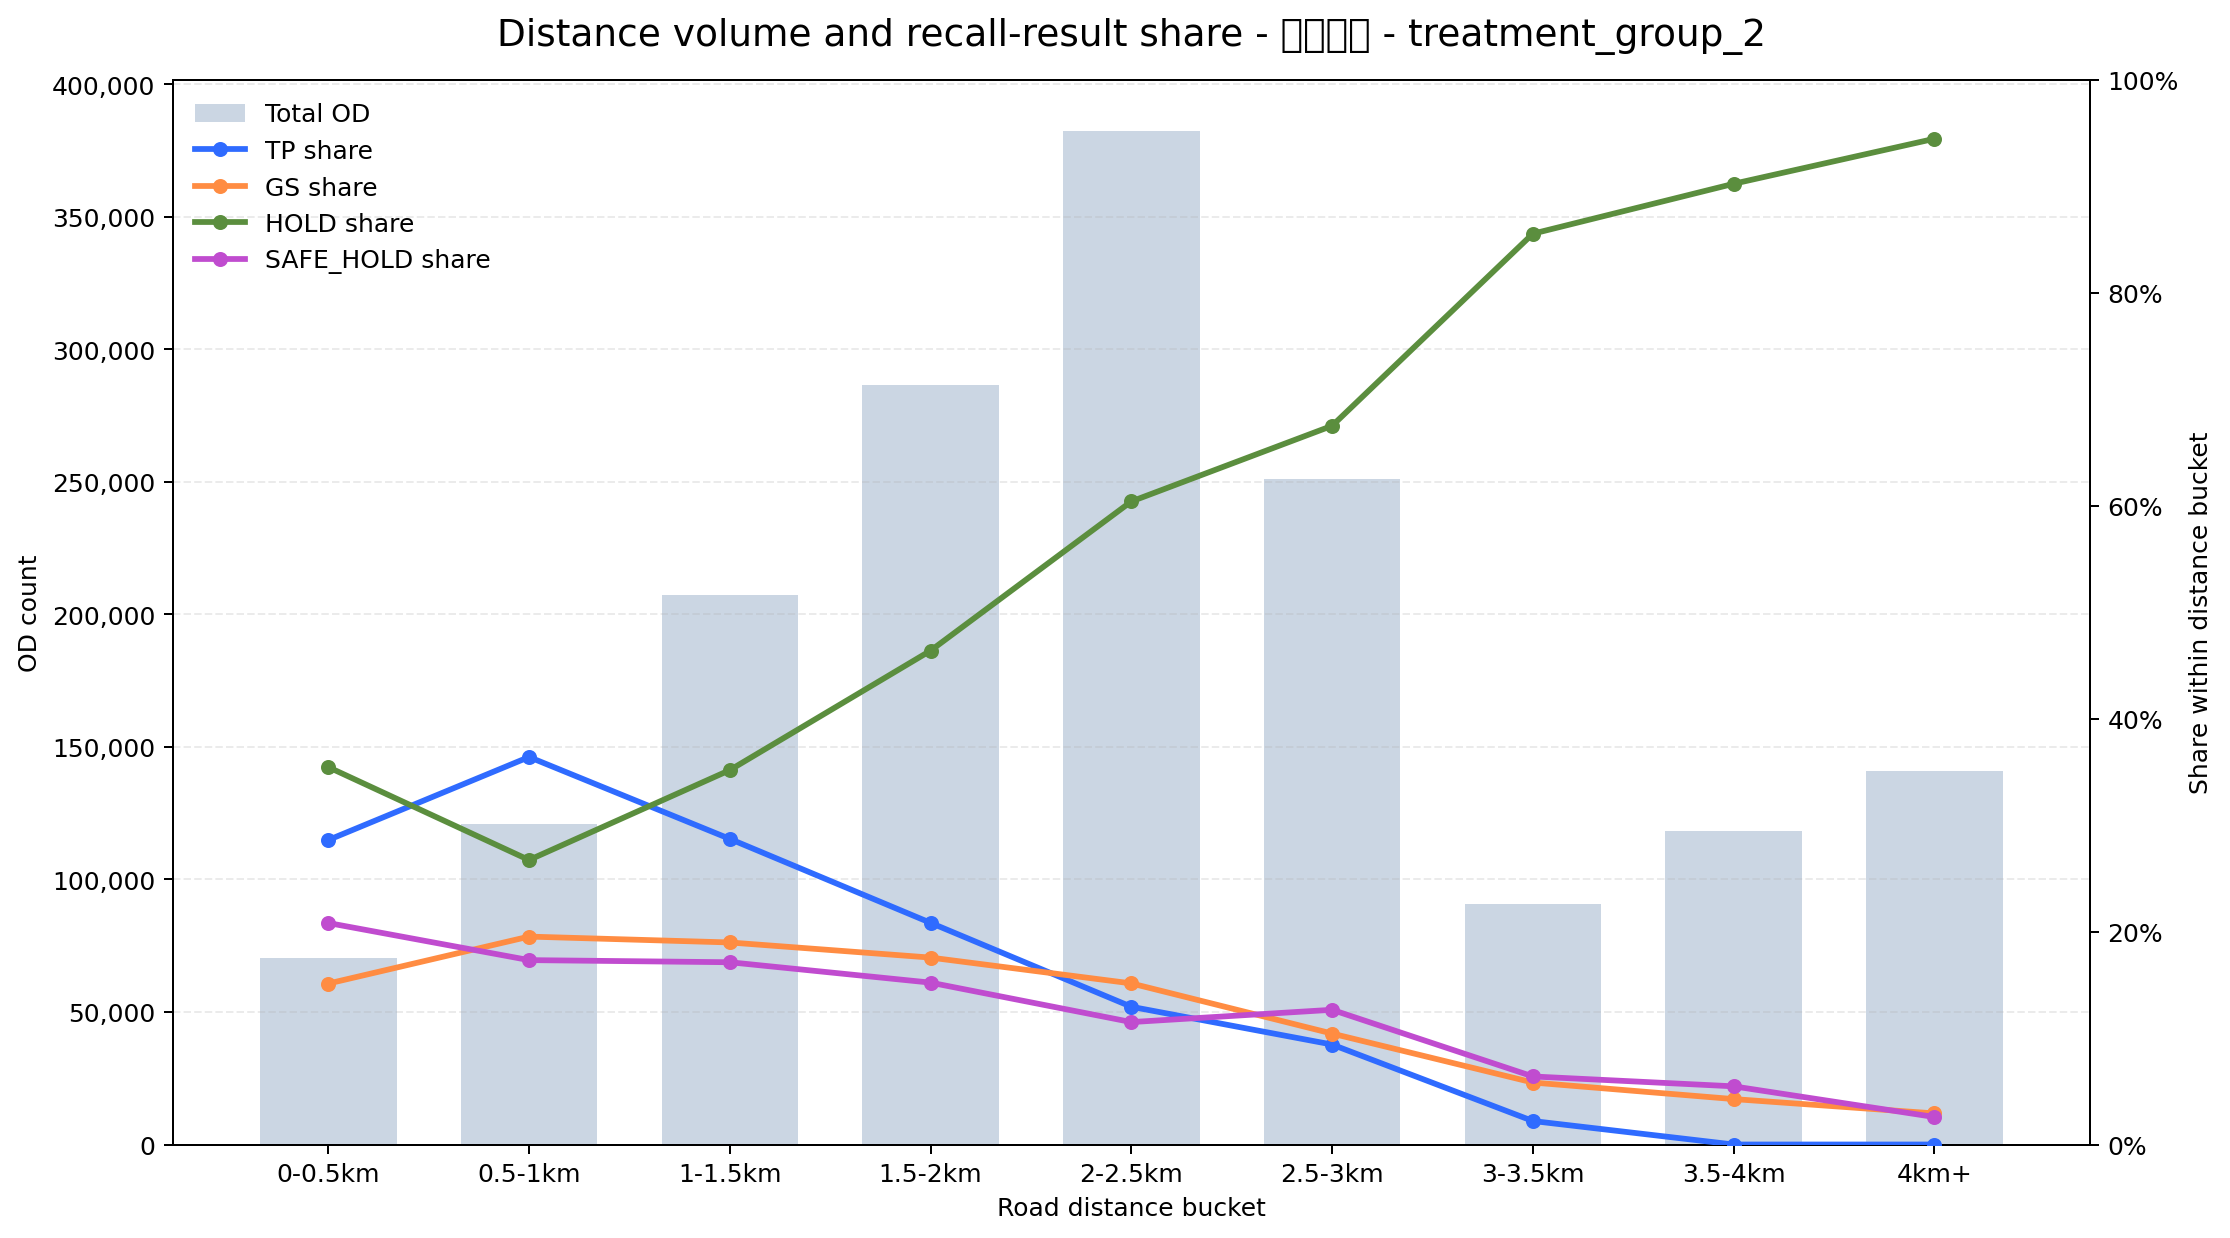 Distance volume and recall-result share - - treatment_group_2
Total OD
TP share
GS share
HOLD share
SAFE_HOLD share
400,000
350,000
300,000
250,000
200,000
150,000
100,000
50,000
0
OD count
100%
80%
60%
40%
20%
0%
Share within distance bucket
0-0.5km
0.5-1km
1-1.5km
1.5-2km
2-2.5km
2.5-3km
3-3.5km
3.5-4km
4km+
Road distance bucket